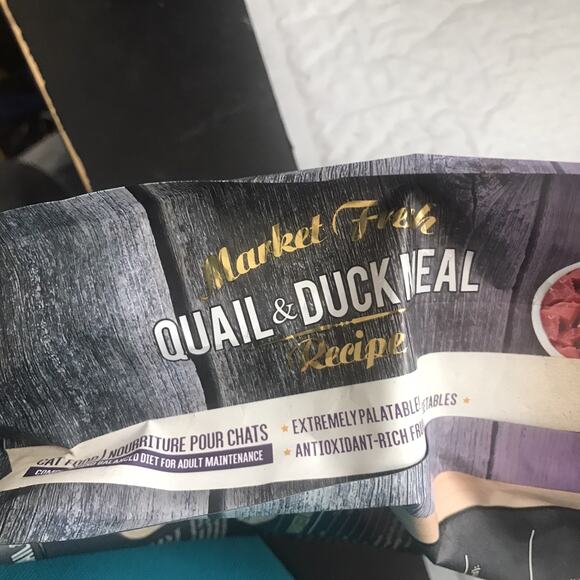 Market Fresh
QUAIL & DUCK MEAL
Recipe
CAT FOOD | NOURRITURE POUR CHATS
BALANCED DIET FOR ADULT MAINTENANCE
★ EXTREMELY PALATABLE
★ ANTIOXIDANT-RICH